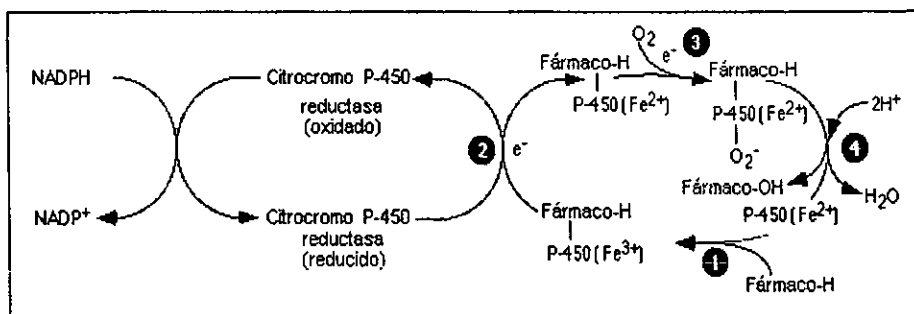 NADPH
NADP+
Citrocromo P-450
reductasa
(oxidado)
Citrocromo P-450
reductasa
(reducido)
2
e-
Fármaco-H
P-450(Fe2+)
O2
e-
3
Fármaco-H
P-450(Fe2+)
O2-
2H+
4
Fármaco-OH
P-450(Fe2+)
H2O
Fármaco-H
P-450(Fe3+)
1
Fármaco-H